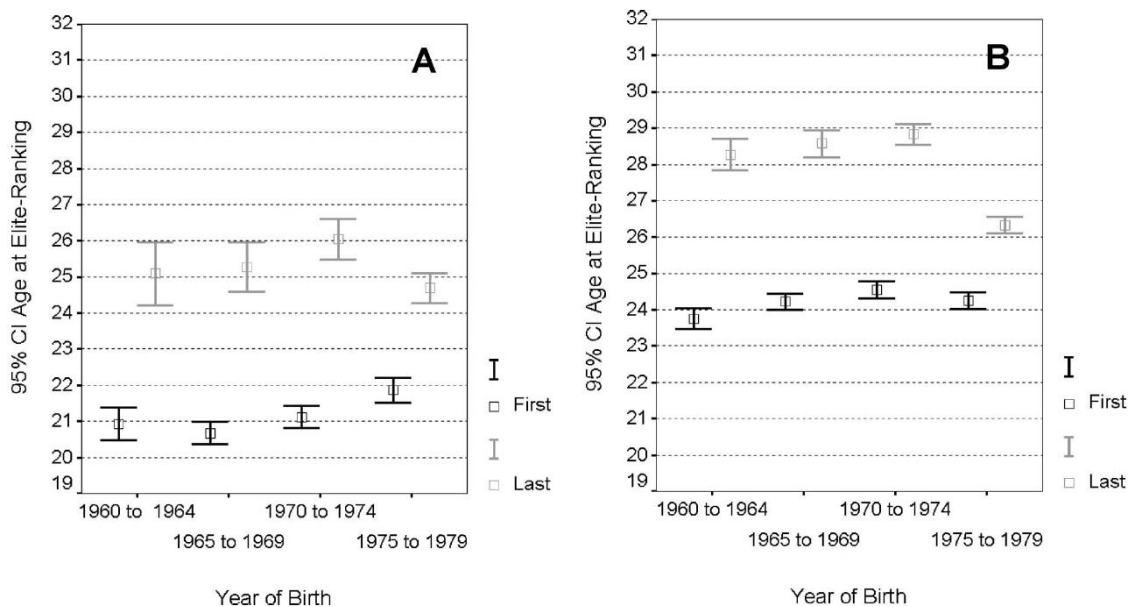 A
95% CI Age at Elite-Ranking
32
31
30
29
28
27
26
25
24
23
22
21
20
19
1960 to 1964
1970 to 1974
1965 to 1969
1975 to 1979
Year of Birth
First
Last
B
95% CI Age at Elite-Ranking
32
31
30
29
28
27
26
25
24
23
22
21
20
19
1960 to 1964
1970 to 1974
1965 to 1969
1975 to 1979
Year of Birth
First
Last